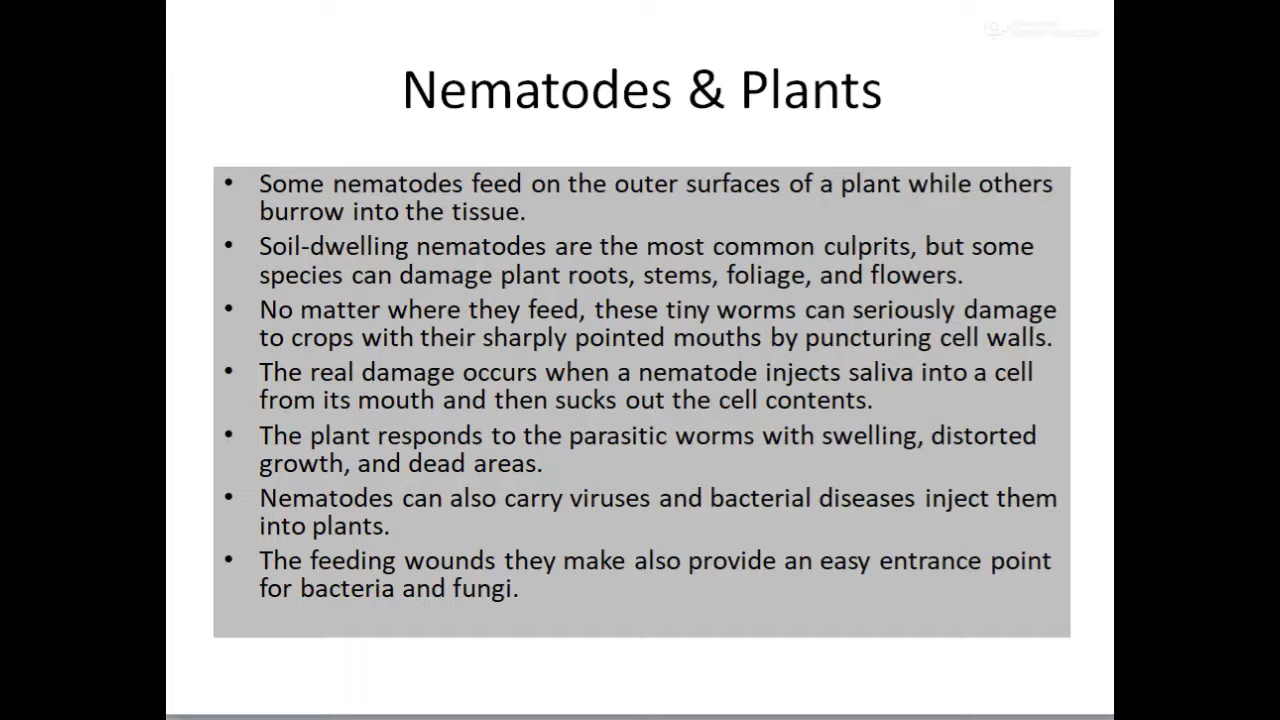 Nematodes & Plants
• Some nematodes feed on the outer surfaces of a plant while others
burrow into the tissue.
• Soil-dwelling nematodes are the most common culprits, but some
species can damage plant roots, stems, foliage, and flowers.
• No matter where they feed, these tiny worms can seriously damage
to crops with their sharply pointed mouths by puncturing cell walls.
• The real damage occurs when a nematode injects saliva into a cell
from its mouth and then sucks out the cell contents.
• The plant responds to the parasitic worms with swelling, distorted
growth, and dead areas.
• Nematodes can also carry viruses and bacterial diseases inject them
into plants.
• The feeding wounds they make also provide an easy entrance point
for bacteria and fungi.